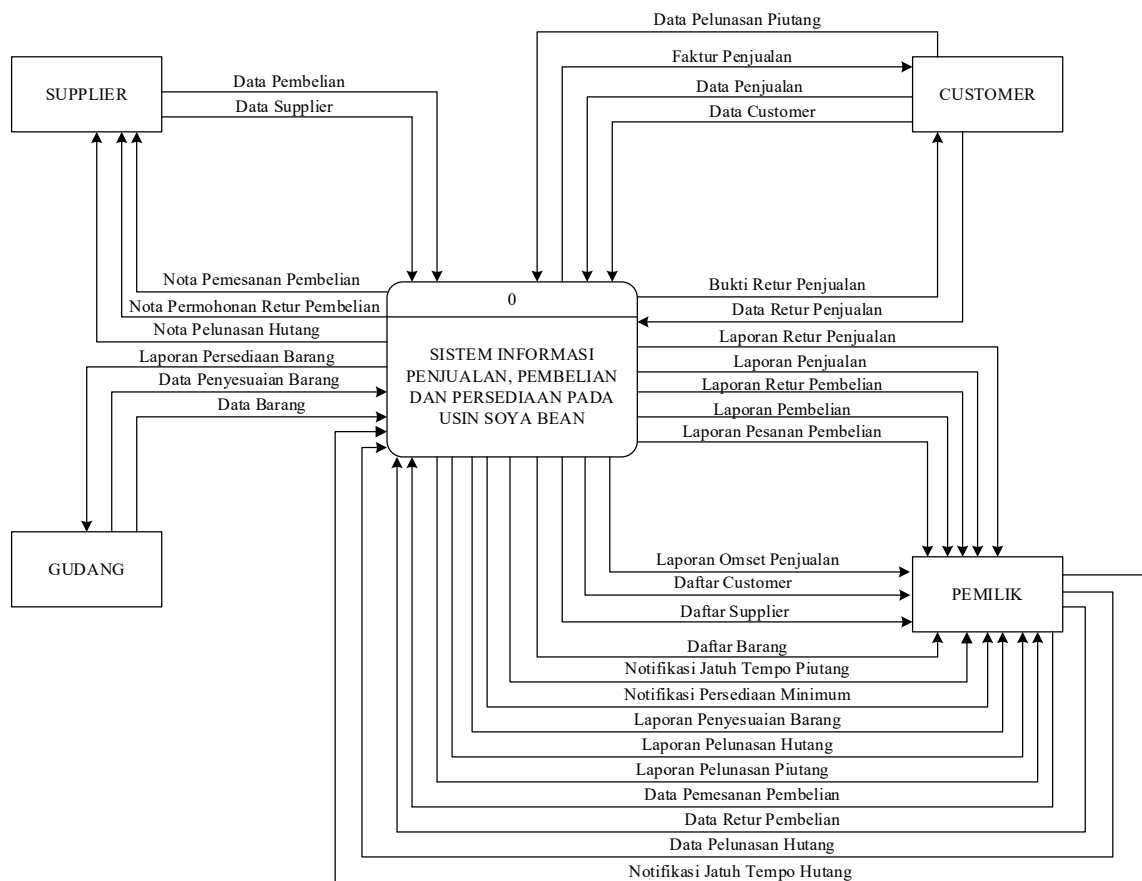 Data Pelunasan Piutang
Faktur Penjualan
SUPPLIER
Data Pembelian
Data Penjualan
CUSTOMER
Data Supplier
Data Customer
Nota Pemesanan Pembelian
Bukti Retur Penjualan
0
Nota Permohonan Retur Pembelian
Data Retur Penjualan
Nota Pelunasan Hutang
Laporan Retur Penjualan
Laporan Persediaan Barang
SISTEM INFORMASI
PENJUALAN, PEMBELIAN
DAN PERSEDIAAN PADA
USIN SOYA BEAN
Laporan Penjualan
Data Penyesuaian Barang
Laporan Retur Pembelian
Data Barang
Laporan Pembelian
Laporan Pesanan Pembelian
GUDANG
Laporan Omset Penjualan
Daftar Customer
PEMILIK
Daftar Supplier
Daftar Barang
Notifikasi Jatuh Tempo Piutang
Notifikasi Persediaan Minimum
Laporan Penyesuaian Barang
Laporan Pelunasan Hutang
Laporan Pelunasan Piutang
Data Pemesanan Pembelian
Data Retur Pembelian
Data Pelunasan Hutang
Notifikasi Jatuh Tempo Hutang